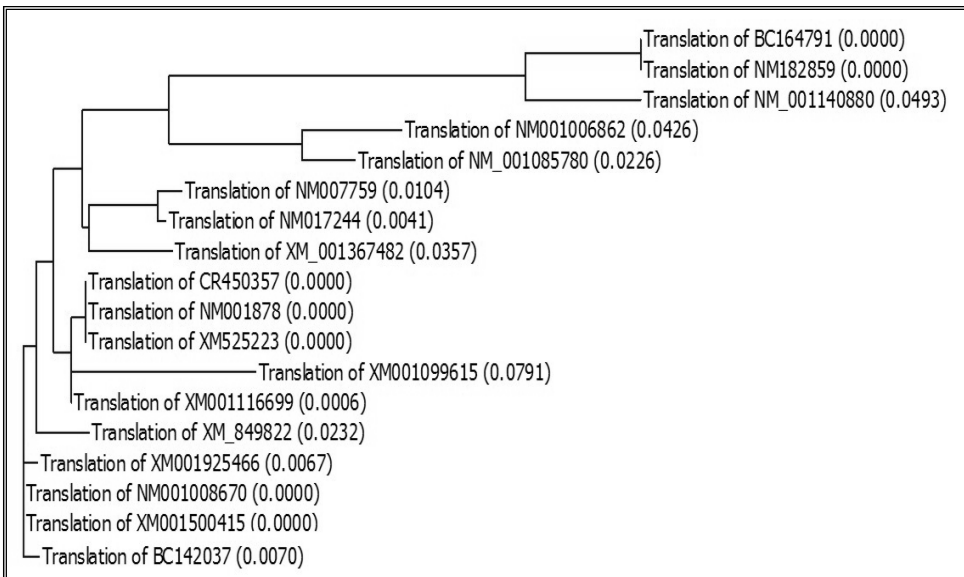 Translation of BC164791 (0.0000)
Translation of NM182859 (0.0000)
Translation of NM_001140880 (0.0493)
Translation of NM001006862 (0.0426)
Translation of NM_001085780 (0.0226)
Translation of NM007759 (0.0104)
Translation of NM017244 (0.0041)
Translation of XM_001367482 (0.0357)
Translation of CR450357 (0.0000)
Translation of NM001878 (0.0000)
Translation of XM525223 (0.0000)
Translation of XM001099615 (0.0791)
Translation of XM001116699 (0.0006)
Translation of XM_849822 (0.0232)
Translation of XM001925466 (0.0067)
Translation of NM001008670 (0.0000)
Translation of XM001500415 (0.0000)
Translation of BC142037 (0.0070)